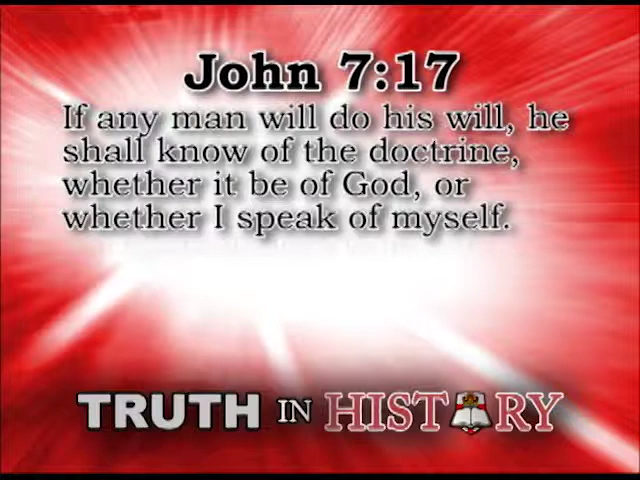 John 7:17
If any man will do his will, he
shall know of the doctrine,
whether it be of God, or
whether I speak of myself.
TRUTH IN HISTORY